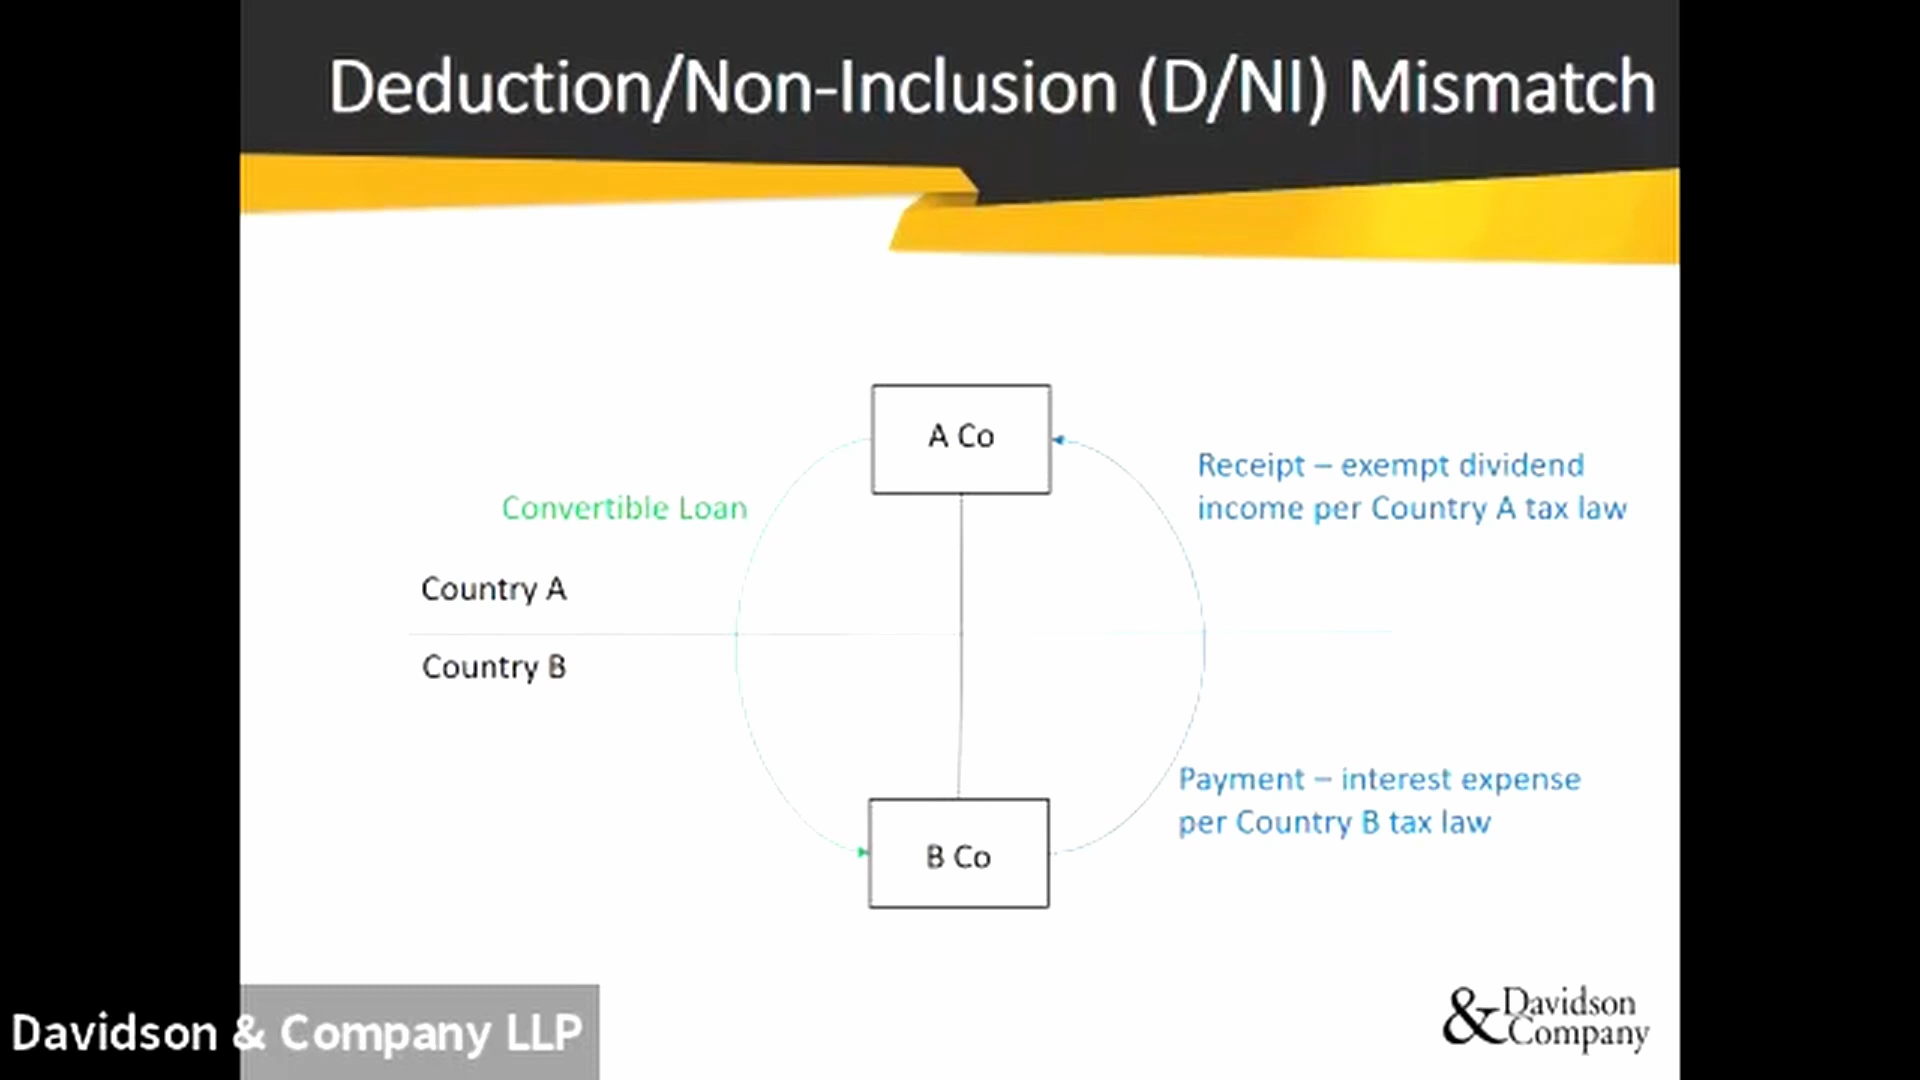 Deduction/Non-Inclusion (D/NI) Mismatch
A Co
Receipt – exempt dividend
income per Country A tax law
Convertible Loan
Country A
Country B
Payment – interest expense
per Country B tax law
B Co
& Davidson
Company
Davidson & Company LLP